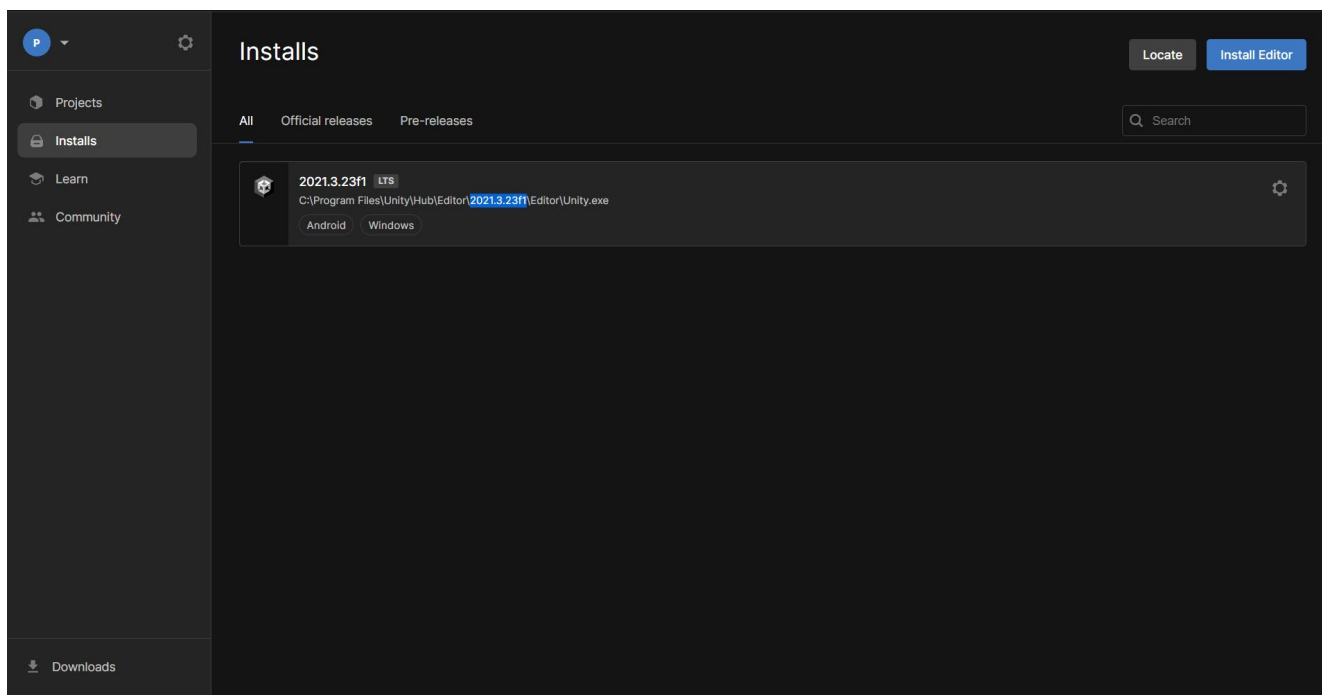 P
Projects
Installs
Learn
Community
Downloads
Installs
Locate
Install Editor
All
Official releases
Pre-releases
Search
2021.3.23f1 LTS
C:\Program Files\Unity\Hub\Editor\2021.3.23f1\Editor\Unity.exe
Android
Windows